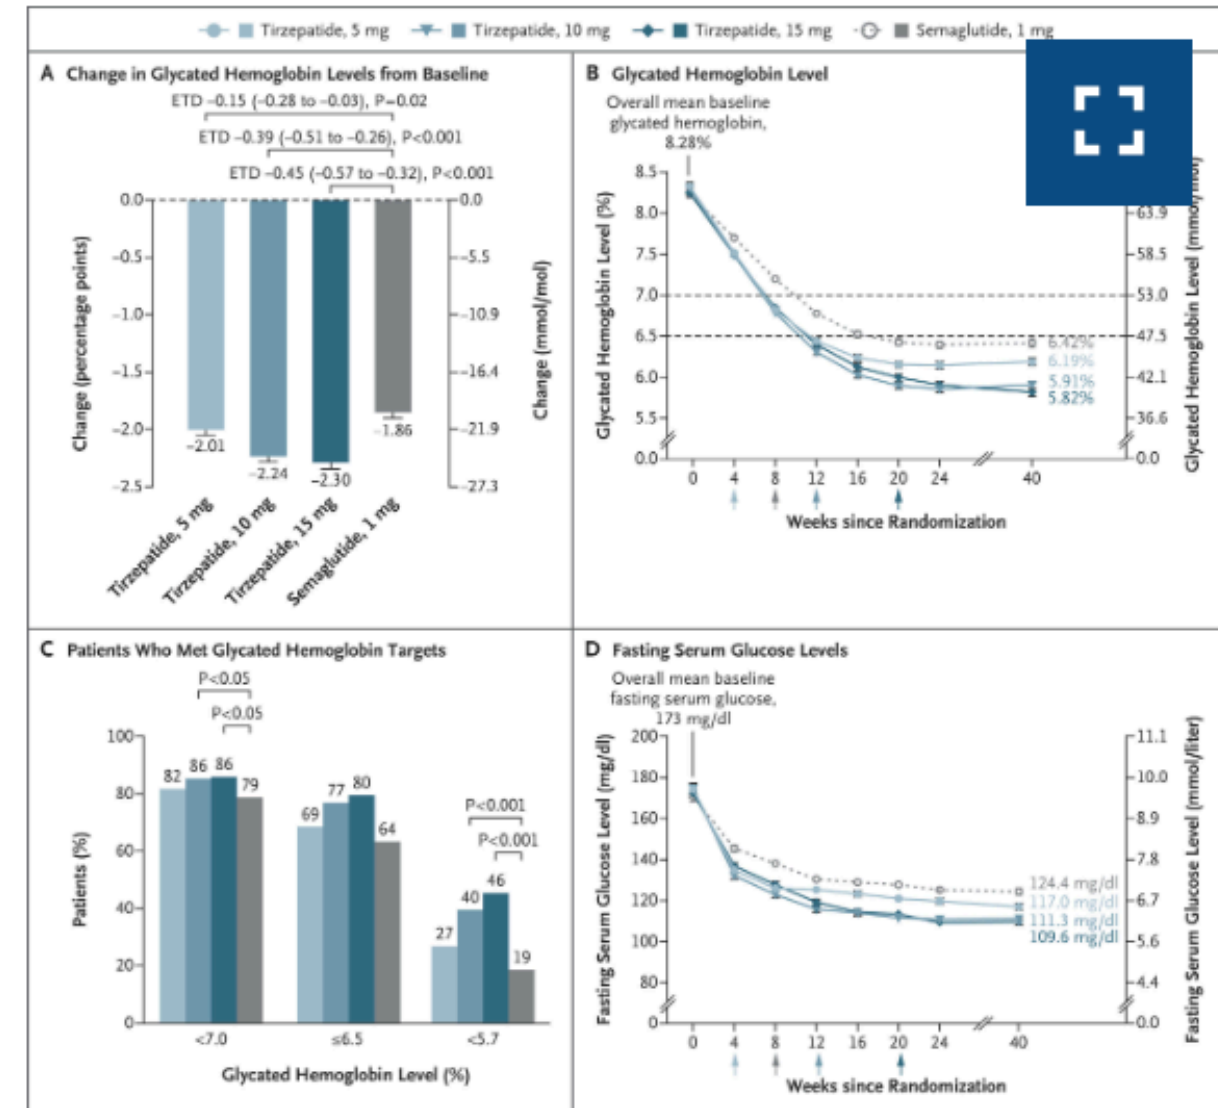 Tirzepatide, 5 mg Tirzepatide, 10 mg Tirzepatide, 15 mg Semaglutide, 1 mg
A Change in Glycated Hemoglobin Levels from Baseline
ETD –0.15 (–0.28 to –0.03), P=0.02
ETD –0.39 (–0.51 to –0.26), P<0.001
ETD –0.45 (–0.57 to –0.32), P<0.001
Change (percentage points)
0.0
–0.5
–1.0
–1.5
–2.0
–2.5
–2.01
–2.24
–2.30
–1.86
0.0
–5.5
–10.9
–16.4
–21.9
–27.3
Change (mmol/mol)
Tirzepatide, 5 mg
Tirzepatide, 10 mg
Tirzepatide, 15 mg
Semaglutide, 1 mg
B Glycated Hemoglobin Level
Overall mean baseline
glycated hemoglobin,
8.28%
Glycated Hemoglobin Level (%)
8.5
8.0
7.5
7.0
6.5
6.0
5.5
0.0
6.42%
6.19%
5.91%
5.82%
63.9
58.5
53.0
47.5
42.1
36.6
0.0
Glycated Hemoglobin Level (mmol/mol)
0 4 8 12 16 20 24 40
Weeks since Randomization
C Patients Who Met Glycated Hemoglobin Targets
P<0.05
P<0.05
P<0.001
P<0.001
Patients (%)
100
80
60
40
20
0
82 86 86 79
69 77 80 64
27 40 46 19
<7.0 ≤6.5 <5.7
Glycated Hemoglobin Level (%)
D Fasting Serum Glucose Levels
Overall mean baseline
fasting serum glucose,
173 mg/dl
Fasting Serum Glucose Level (mg/dl)
200
180
160
140
120
100
80
0
124.4 mg/dl
117.0 mg/dl
111.3 mg/dl
109.6 mg/dl
11.1
10.0
8.9
7.8
6.7
5.6
4.4
0.0
Fasting Serum Glucose Level (mmol/liter)
0 4 8 12 16 20 24 40
Weeks since Randomization